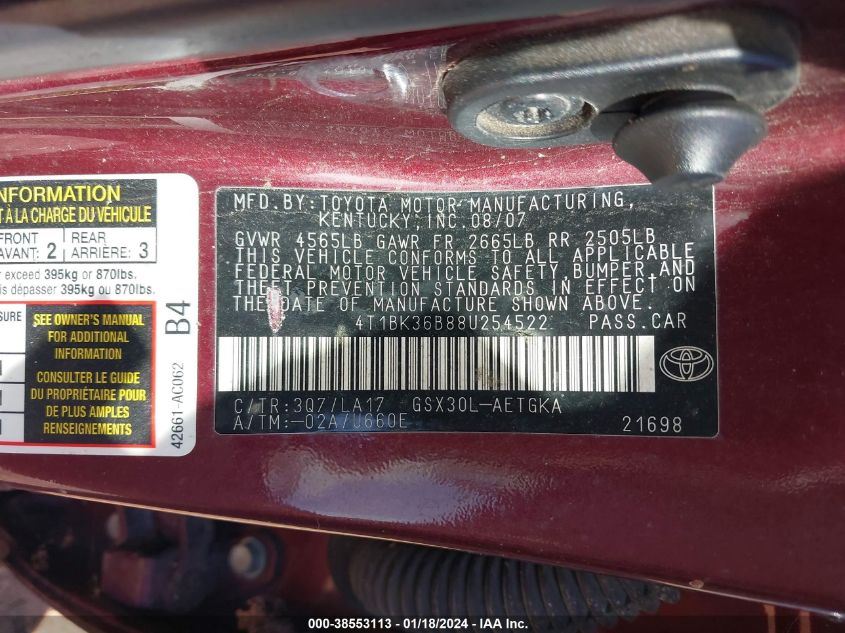 NFORMATION
T À LA CHARGE DU VÉHICULE
FRONT
AVANT: 2
REAR
ARRIÈRE: 3
r exceed 395kg or 870lbs.
is dépasser 395kg ou 870lbs.
SURE
SEE OWNER'S MANUAL
FOR ADDITIONAL
INFORMATION
CONSULTER LE GUIDE
DU PROPRIÉTAIRE POUR
DE PLUS AMPLES
RENSEIGNEMENTS
B4
42661-AC062
MFD.BY:TOYOTA MOTOR MANUFACTURING,
KENTUCKY, INC. 08/07
GVWR 4565LB GAWR FR 2665LB RR 2505LB
THIS VEHICLE CONFORMS TO ALL APPLICABLE
FEDERAL MOTOR VEHICLE SAFETY, BUMPER, AND
THEFT PREVENTION STANDARDS IN EFFECT ON
THE DATE OF MANUFACTURE SHOWN ABOVE.
4T1BK36B88U254522 PASS.CAR
TOYOTA
C/TR:3Q7/LA17 GSX30L-AETGKA
A/TM:-02A/U660E 21698
000-38553113 - 01/18/2024 - IAA Inc.